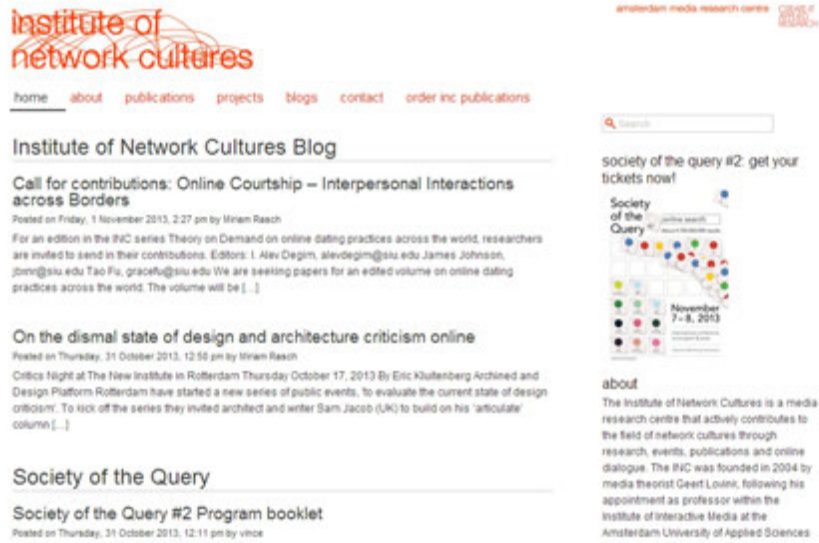 institute of
network cultures
amsterdam media research centre
CREATE-IT
APPLIED
RESEARCH
home about publications projects blogs contact order inc publications
Search
Institute of Network Cultures Blog
Call for contributions: Online Courtship – Interpersonal Interactions
across Borders
Posted on Friday, 1 November 2013, 2:27 pm by Miriam Rasch
For an edition in the INC series Theory on Demand on online dating practices across the world, researchers
are invited to send in their contributions. Editors: I. Alev Degim, alevdegim@siu.edu James Johnson,
jbmr@siu.edu Tao Fu, gracefu@siu.edu We are seeking papers for an edited volume on online dating
practices across the world. The volume will be [...]
On the dismal state of design and architecture criticism online
Posted on Thursday, 31 October 2013, 12:50 pm by Miriam Rasch
Critics Night at The New Institute in Rotterdam Thursday October 17, 2013 By Eric Kluitenberg Archined and
Design Platform Rotterdam have started a new series of public events, 'to evaluate the current state of design
criticism'. To kick off the series they invited architect and writer Sam Jacob (UK) to build on his 'articulate'
column [...]
Society of the Query
Society of the Query #2 Program booklet
Posted on Thursday, 31 October 2013, 12:11 pm by vince
society of the query #2: get your
tickets now!
Society
of the
Query
online search
November
7–8, 2013
about
The Institute of Network Cultures is a media
research centre that actively contributes to
the field of network cultures through
research, events, publications and online
dialogue. The INC was founded in 2004 by
media theorist Geert Lovink, following his
appointment as professor within the
Institute of Interactive Media at the
Amsterdam University of Applied Sciences